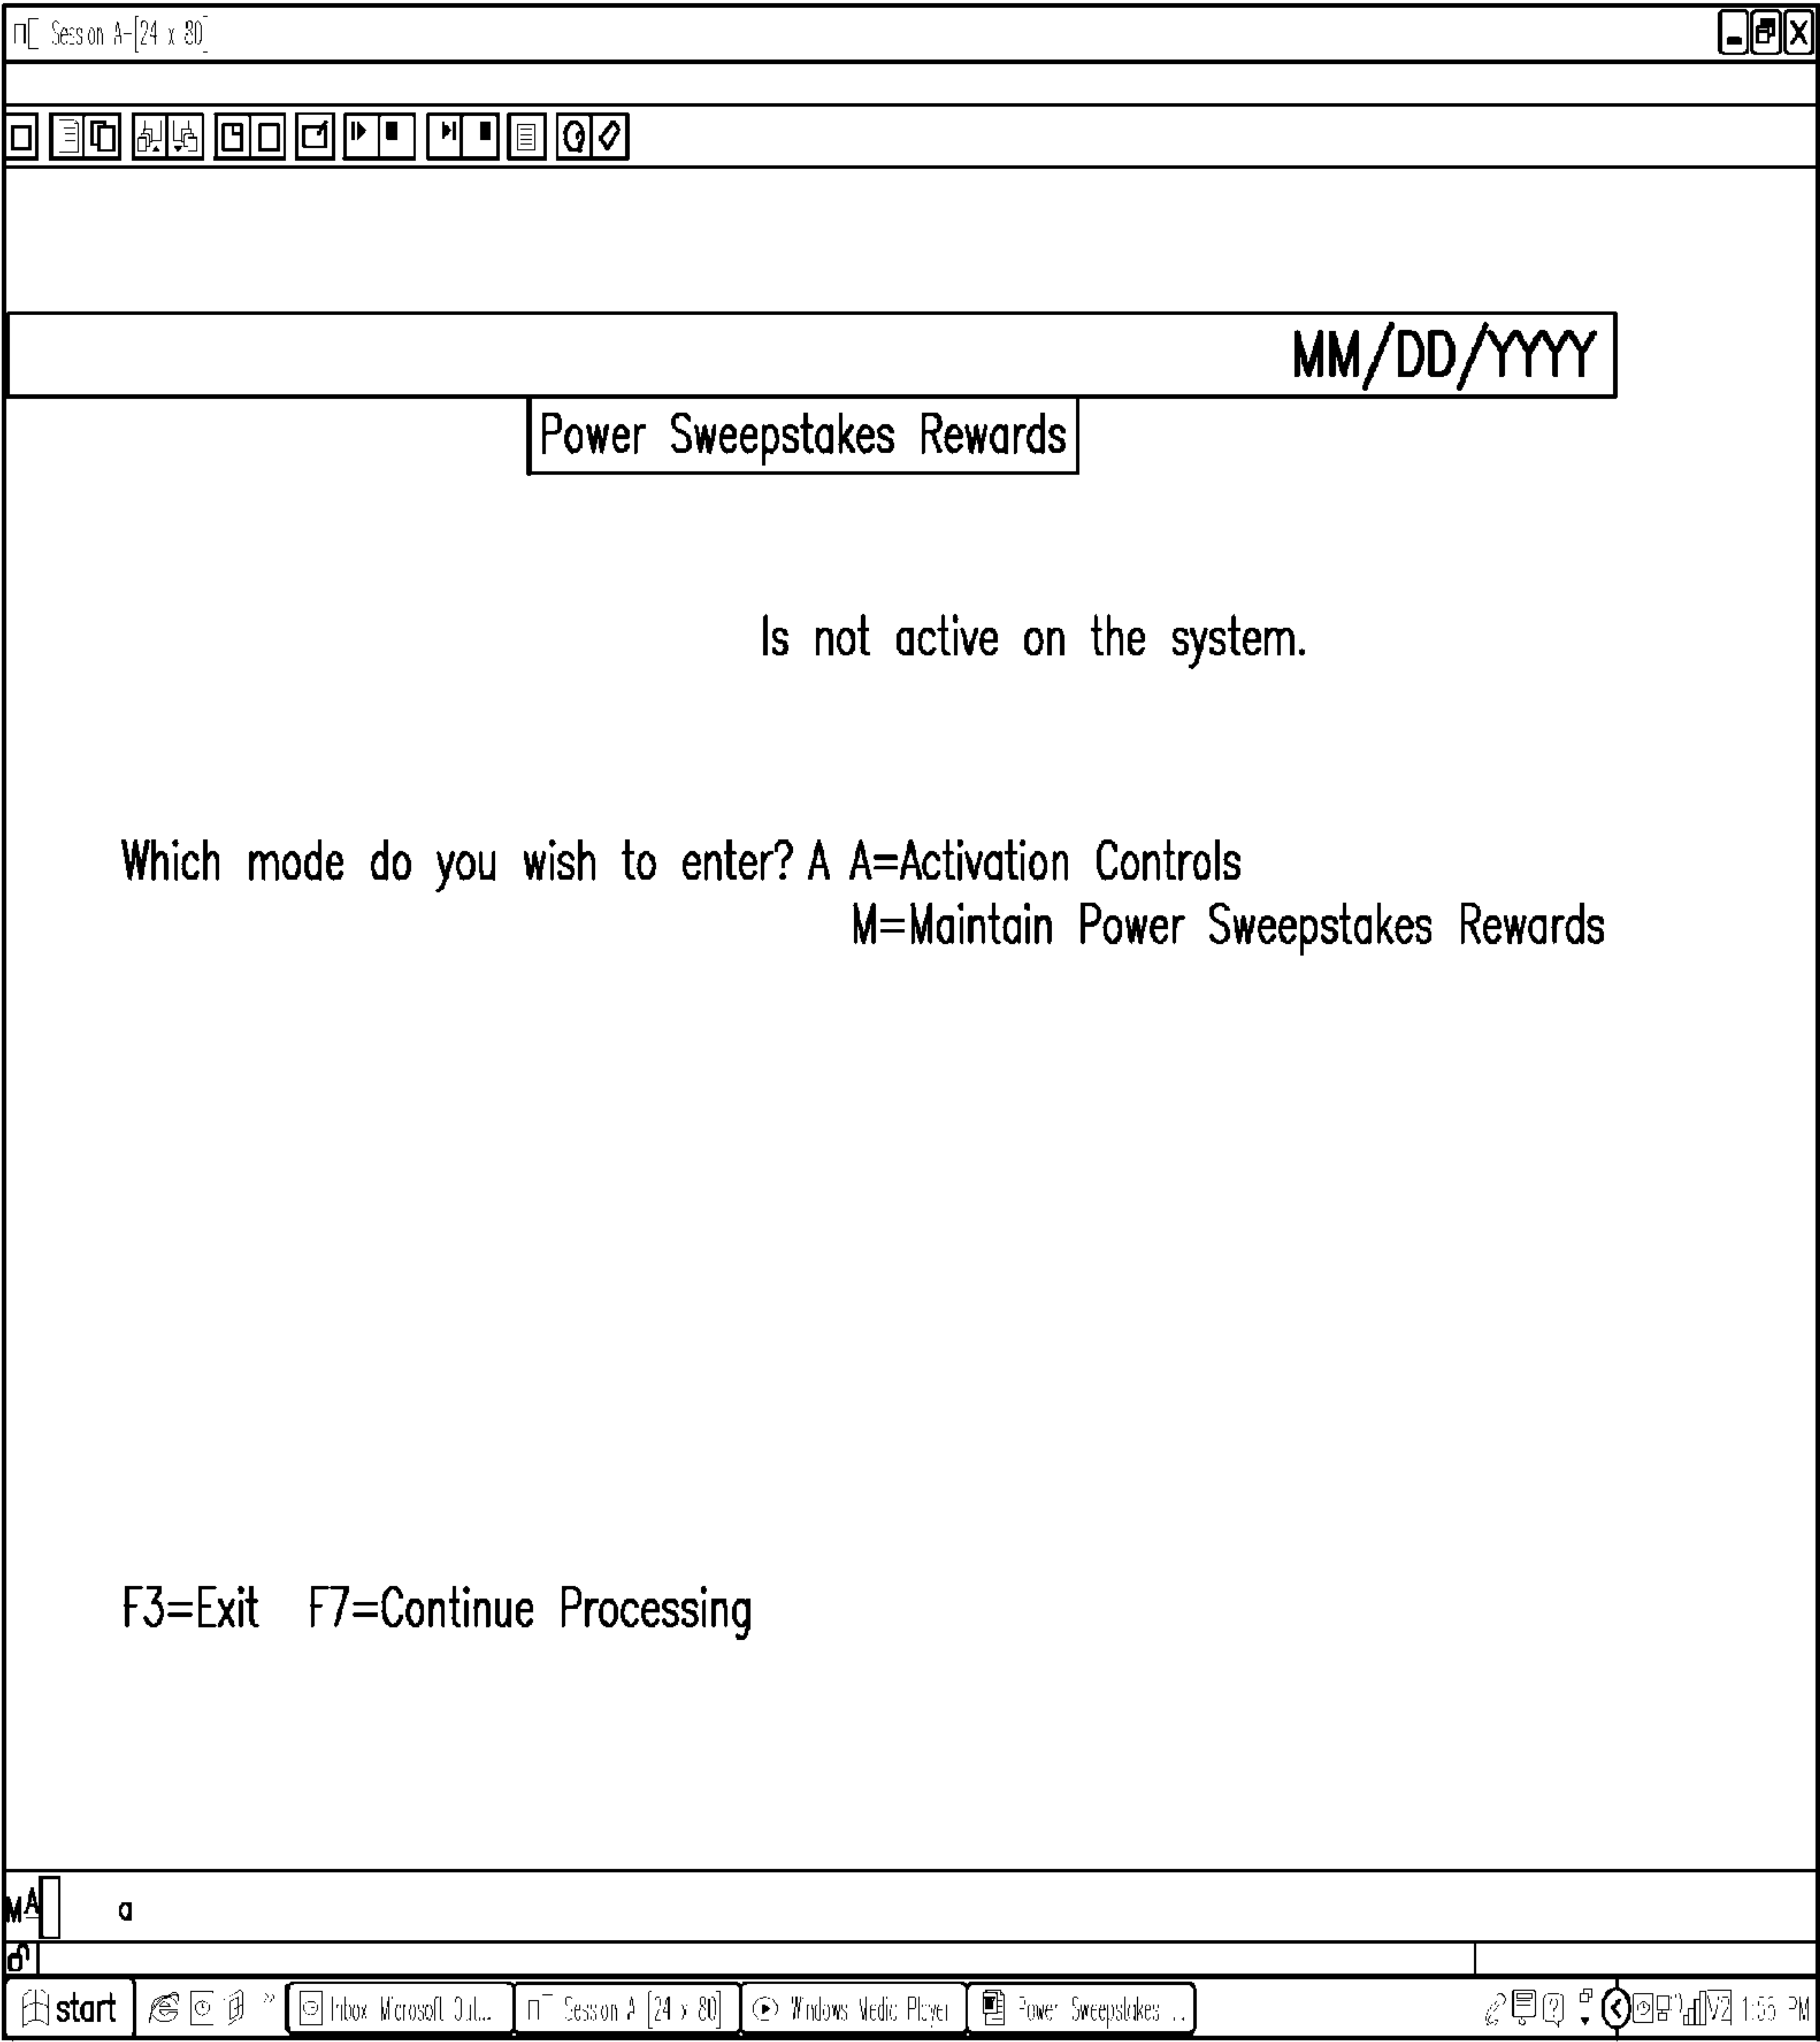 Session A-[24 x 80]
MM/DD/YYYY
Power Sweepstakes Rewards
Is not active on the system.
Which mode do you wish to enter? A A=Activation Controls
M=Maintain Power Sweepstakes Rewards
F3=Exit F7=Continue Processing
MA a
start Inbox Microsoft Session A [24 x 80] Windows Media Player Power Sweepstakes ... PM